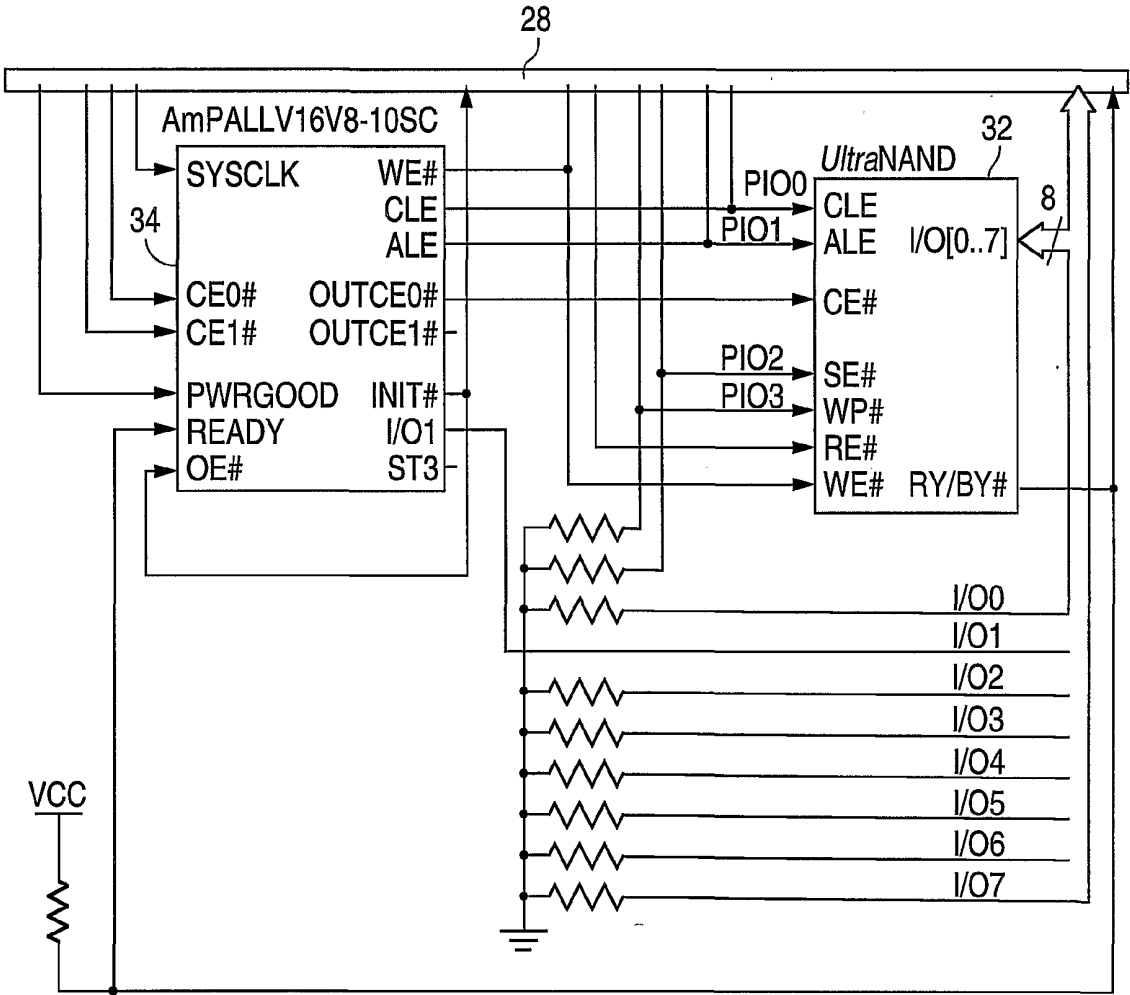 28
AmPALLV16V8-10SC
34
SYSCLK
CE0#
CE1#
PWRGOOD
READY
OE#
WE#
CLE
ALE
OUTCE0#
OUTCE1#
INIT#
I/O1
ST3
PIO0
PIO1
PIO2
PIO3
UltraNAND
32
CLE
ALE
CE#
SE#
WP#
RE#
WE#
I/O[0..7]
RY/BY#
8
I/O0
I/O1
I/O2
I/O3
I/O4
I/O5
I/O6
I/O7
VCC